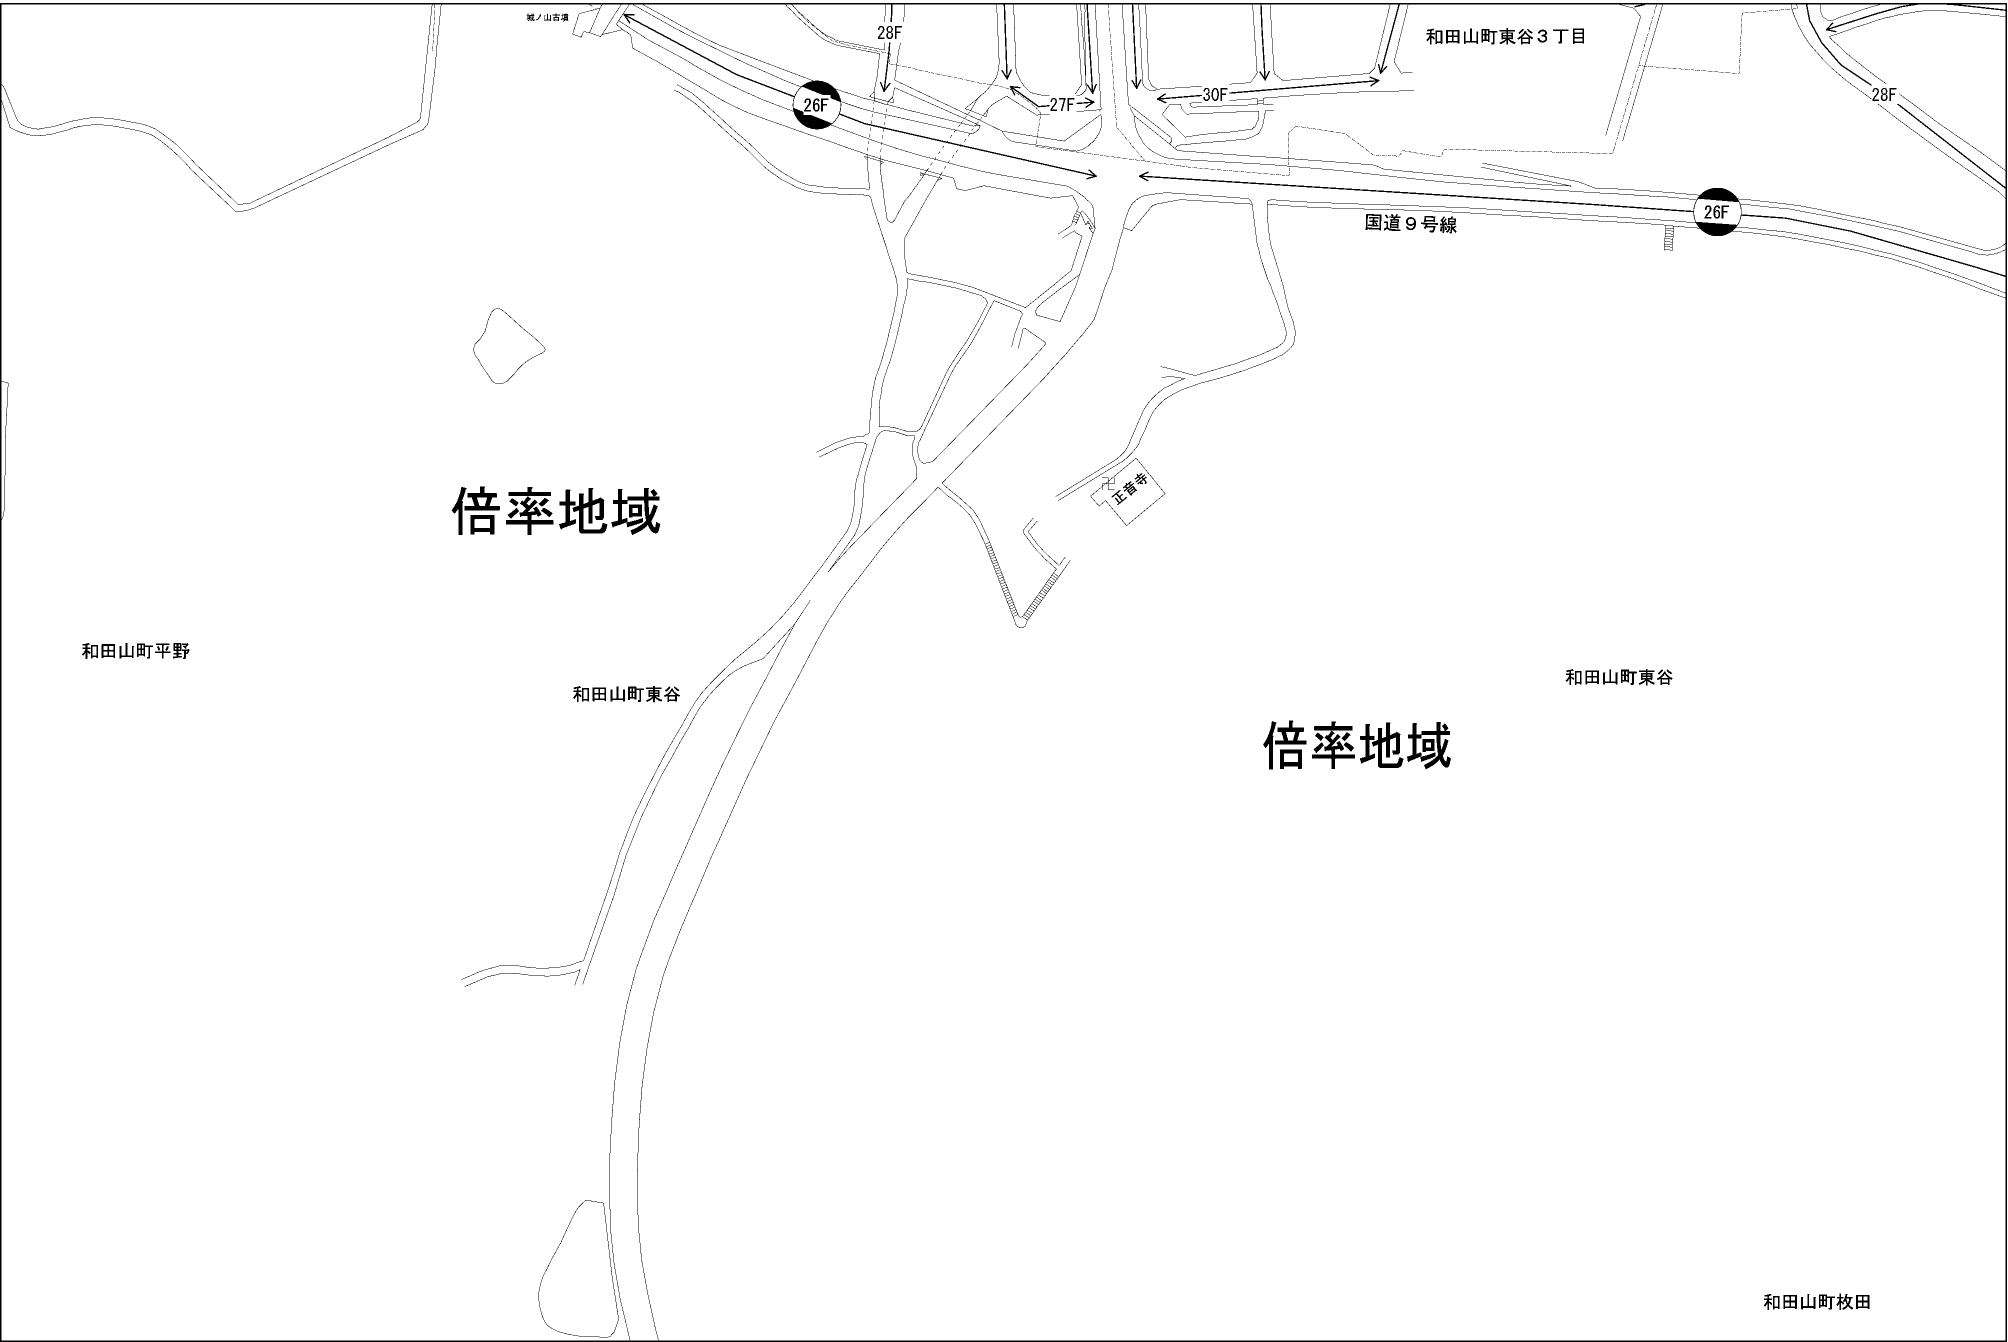 城ノ山古墳
28F
和田山町東谷3丁目
26F
27F
30F
28F
26F
国道9号線
正音寺
倍率地域
和田山町平野
和田山町東谷
和田山町東谷
倍率地域
和田山町枚田